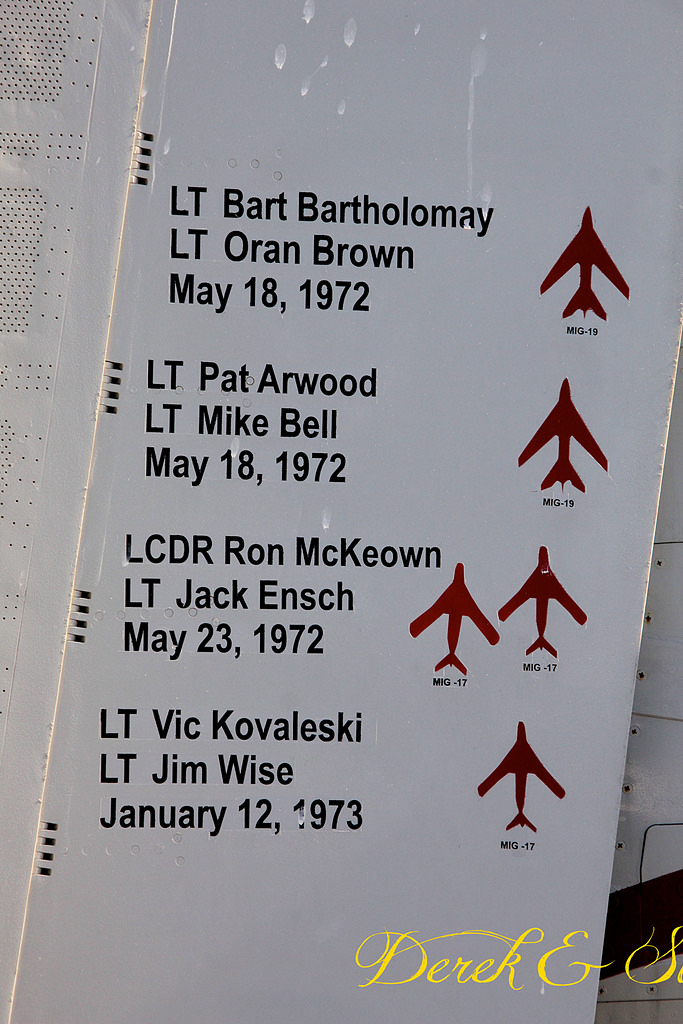 LT Bart Bartholomay
LT Oran Brown
May 18, 1972
MIG-19
LT Pat Arwood
LT Mike Bell
May 18, 1972
MIG-19
LCDR Ron McKeown
LT Jack Ensch
May 23, 1972
MIG -17
MIG -17
LT Vic Kovaleski
LT Jim Wise
January 12, 1973
MIG -17
Derek &